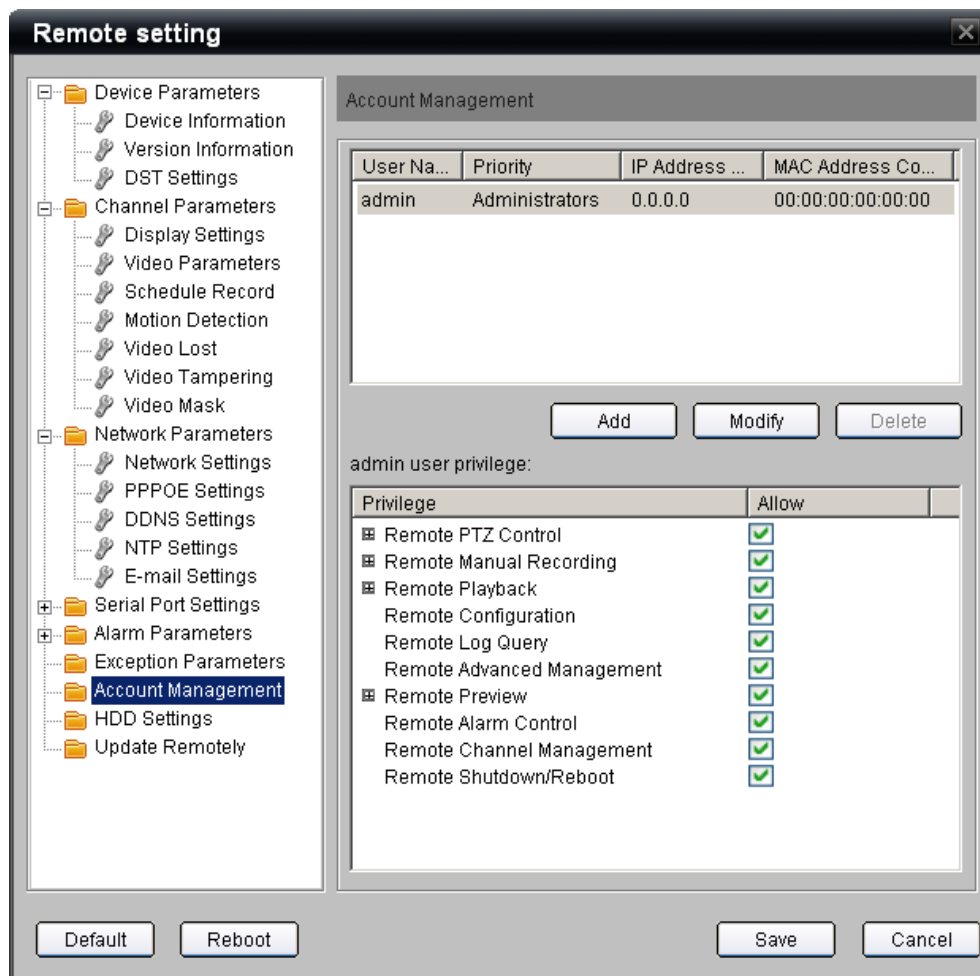 Remote setting
Device Parameters
Device Information
Version Information
DST Settings
Channel Parameters
Display Settings
Video Parameters
Schedule Record
Motion Detection
Video Lost
Video Tampering
Video Mask
Network Parameters
Network Settings
PPPOE Settings
DDNS Settings
NTP Settings
E-mail Settings
Serial Port Settings
Alarm Parameters
Exception Parameters
Account Management
HDD Settings
Update Remotely
Account Management
User Na... Priority IP Address ... MAC Address Co...
admin Administrators 0.0.0.0 00:00:00:00:00:00
Add Modify Delete
admin user privilege:
Privilege Allow
Remote PTZ Control
Remote Manual Recording
Remote Playback
Remote Configuration
Remote Log Query
Remote Advanced Management
Remote Preview
Remote Alarm Control
Remote Channel Management
Remote Shutdown/Reboot
Default Reboot Save Cancel